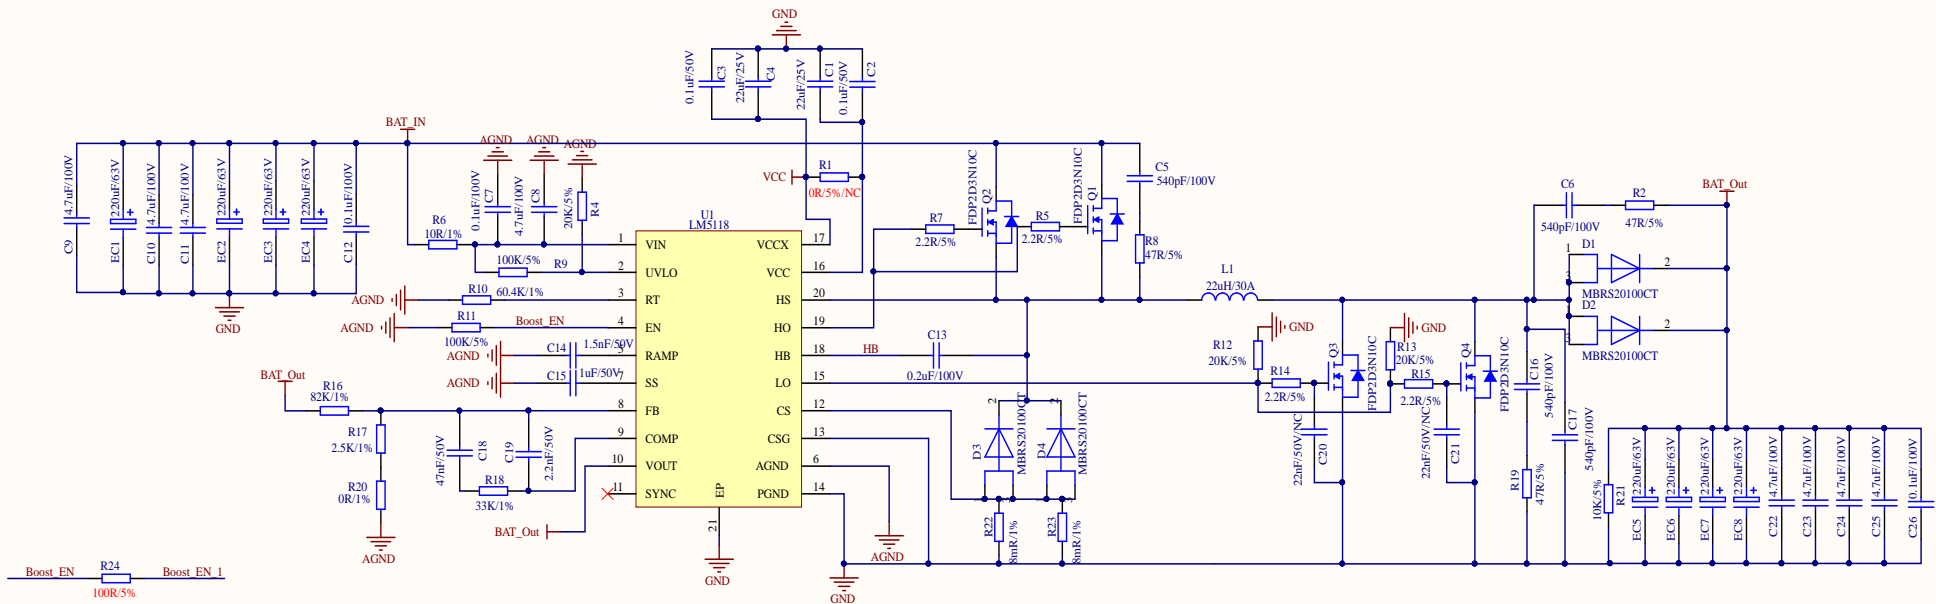 GND
0.1uF/50V
C3
22uF/25V
C4
22uF/25V
C1
0.1uF/50V
C2
BAT_IN
AGND
AGND
AGND
VCC
R1
0R/5%/NC
4.7uF/100V
C9
220uF/63V
EC1
4.7uF/100V
C10
4.7uF/100V
C11
220uF/63V
EC2
220uF/63V
EC3
220uF/63V
EC4
0.1uF/100V
C12
GND
R6
10R/1%
0.1uF/100V
C7
4.7uF/100V
C8
20K/5%
R4
100K/5%
R9
AGND
R10
60.4K/1%
AGND
R11
100K/5%
Boost_EN
AGND
C14
1.5nF/50V
AGND
C15
1uF/50V
BAT_Out
R16
82K/1%
R17
2.5K/1%
R20
0R/1%
AGND
47nF/50V
C18
C19
2.2nF/50V
R18
33K/1%
BAT_Out
U1
LM5118
1 VIN
2 UVLO
3 RT
4 EN
5 RAMP
7 SS
8 FB
9 COMP
10 VOUT
11 SYNC
VCCX 17
VCC 16
HS 20
HO 19
HB 18
LO 15
CS 12
CSG 13
AGND 6
PGND 14
EP
21
GND
AGND
GND
HB
C13
0.2uF/100V
R7
2.2R/5%
FDP2D3N10C
Q2
R5
2.2R/5%
FDP2D3N10C
Q1
C5
540pF/100V
R8
47R/5%
L1
22uH/30A
2
D3
MBRS20100CT
2
D4
MBRS20100CT
R22
8mR/1%
R23
8mR/1%
GND
R12
20K/5%
R14
2.2R/5%
Q3
FDP2D3N10C
22nF/50V/NC
C20
GND
R13
20K/5%
R15
2.2R/5%
Q4
FDP2D3N10C
22nF/50V/NC
C21
C6
540pF/100V
R2
47R/5%
BAT_Out
1
D1
2
3
MBRS20100CT
1
D2
2
3
MBRS20100CT
C16
540pF/100V
C17
540pF/100V
R19
47R/5%
10K/5%
R21
220uF/63V
EC5
220uF/63V
EC6
220uF/63V
EC7
220uF/63V
EC8
4.7uF/100V
C22
4.7uF/100V
C23
4.7uF/100V
C24
4.7uF/100V
C25
0.1uF/100V
C26
Boost_EN
R24
100R/5%
Boost_EN_1